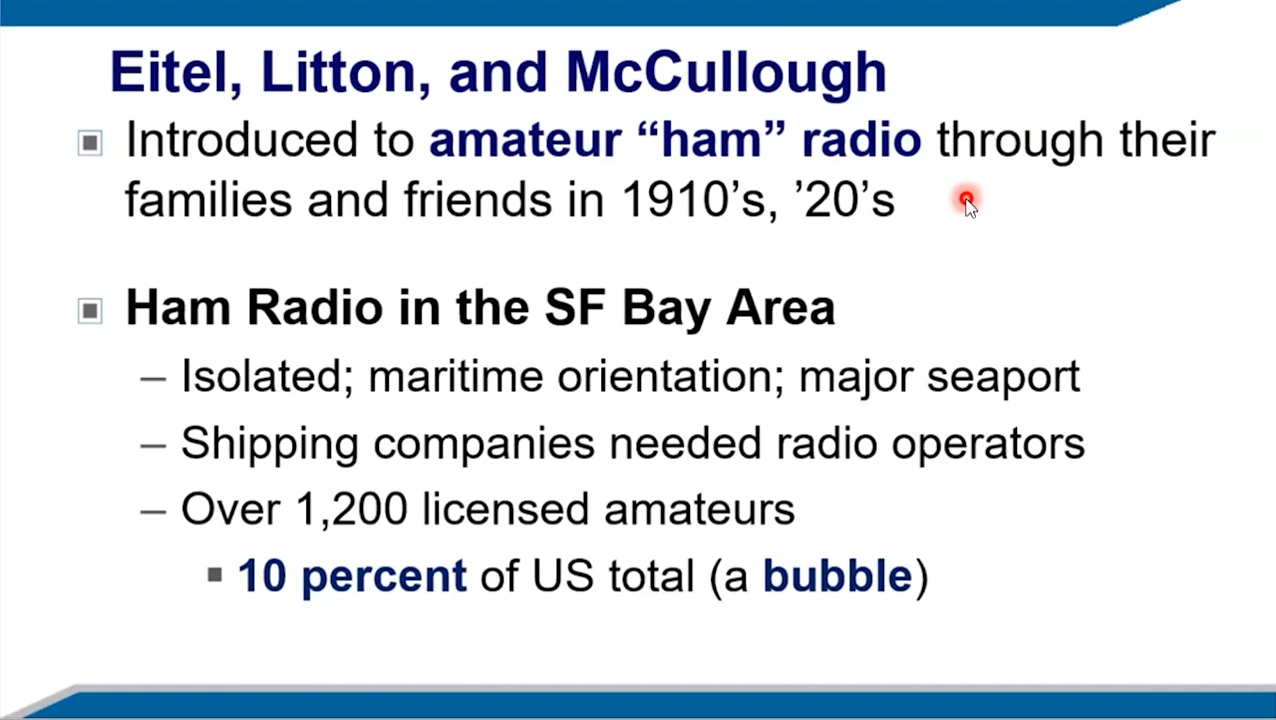 Eitel, Litton, and McCullough
Introduced to amateur “ham” radio through their
families and friends in 1910’s, ’20’s
Ham Radio in the SF Bay Area
– Isolated; maritime orientation; major seaport
– Shipping companies needed radio operators
– Over 1,200 licensed amateurs
▪ 10 percent of US total (a bubble)